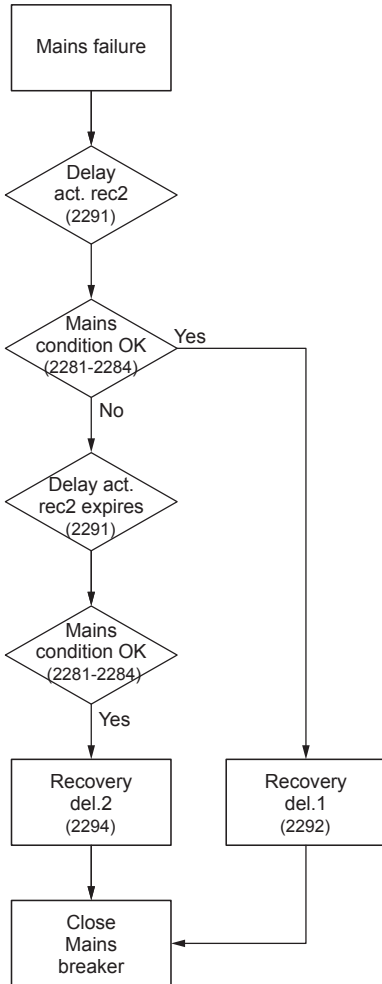 Mains failure
Delay
act. rec2
(2291)
Mains
condition OK
(2281-2284)
Yes
No
Delay act.
rec2 expires
(2291)
Mains
condition OK
(2281-2284)
Yes
Recovery
del.2
(2294)
Recovery
del.1
(2292)
Close
Mains
breaker